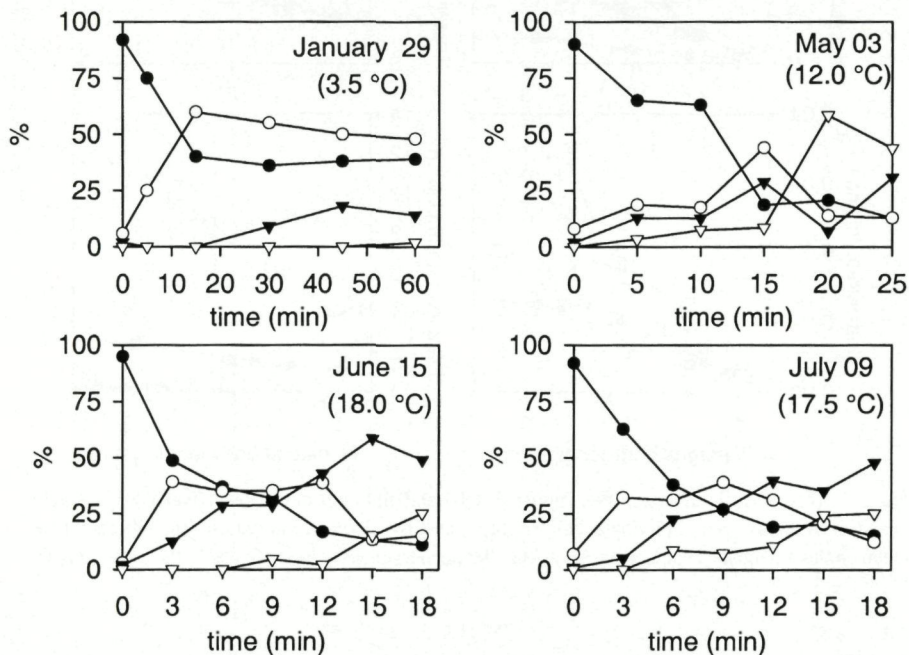 100
75
50
25
0
%
January 29
(3.5 °C)
0 10 20 30 40 50 60
time (min)
100
75
50
25
0
%
May 03
(12.0 °C)
0 5 10 15 20 25
time (min)
100
75
50
25
0
%
June 15
(18.0 °C)
0 3 6 9 12 15 18
time (min)
100
75
50
25
0
%
July 09
(17.5 °C)
0 3 6 9 12 15 18
time (min)